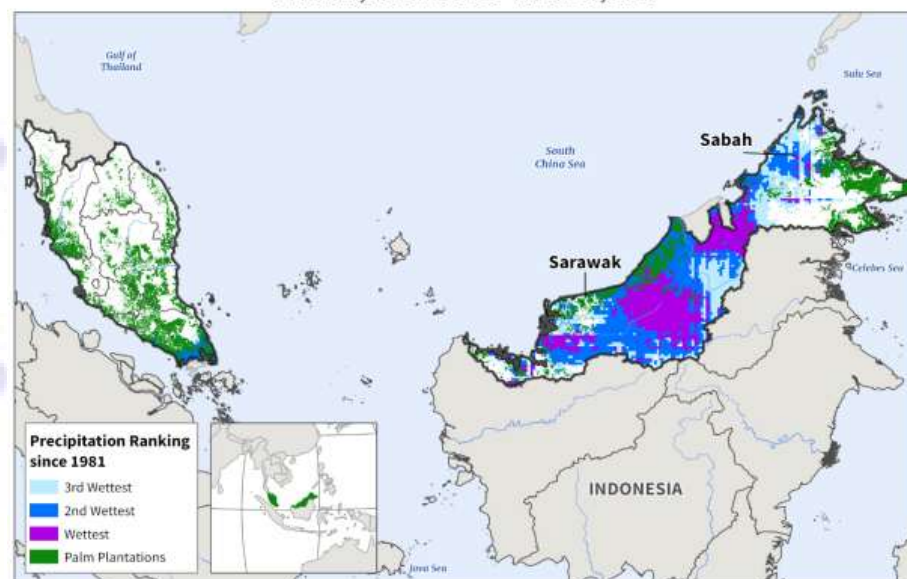 Gulf of
Thailand
Sulu Sea
Sabah
South
China Sea
Sarawak
Celebes Sea
Precipitation Ranking
since 1981
3rd Wettest
2nd Wettest
Wettest
Palm Plantations
INDONESIA
Java Sea